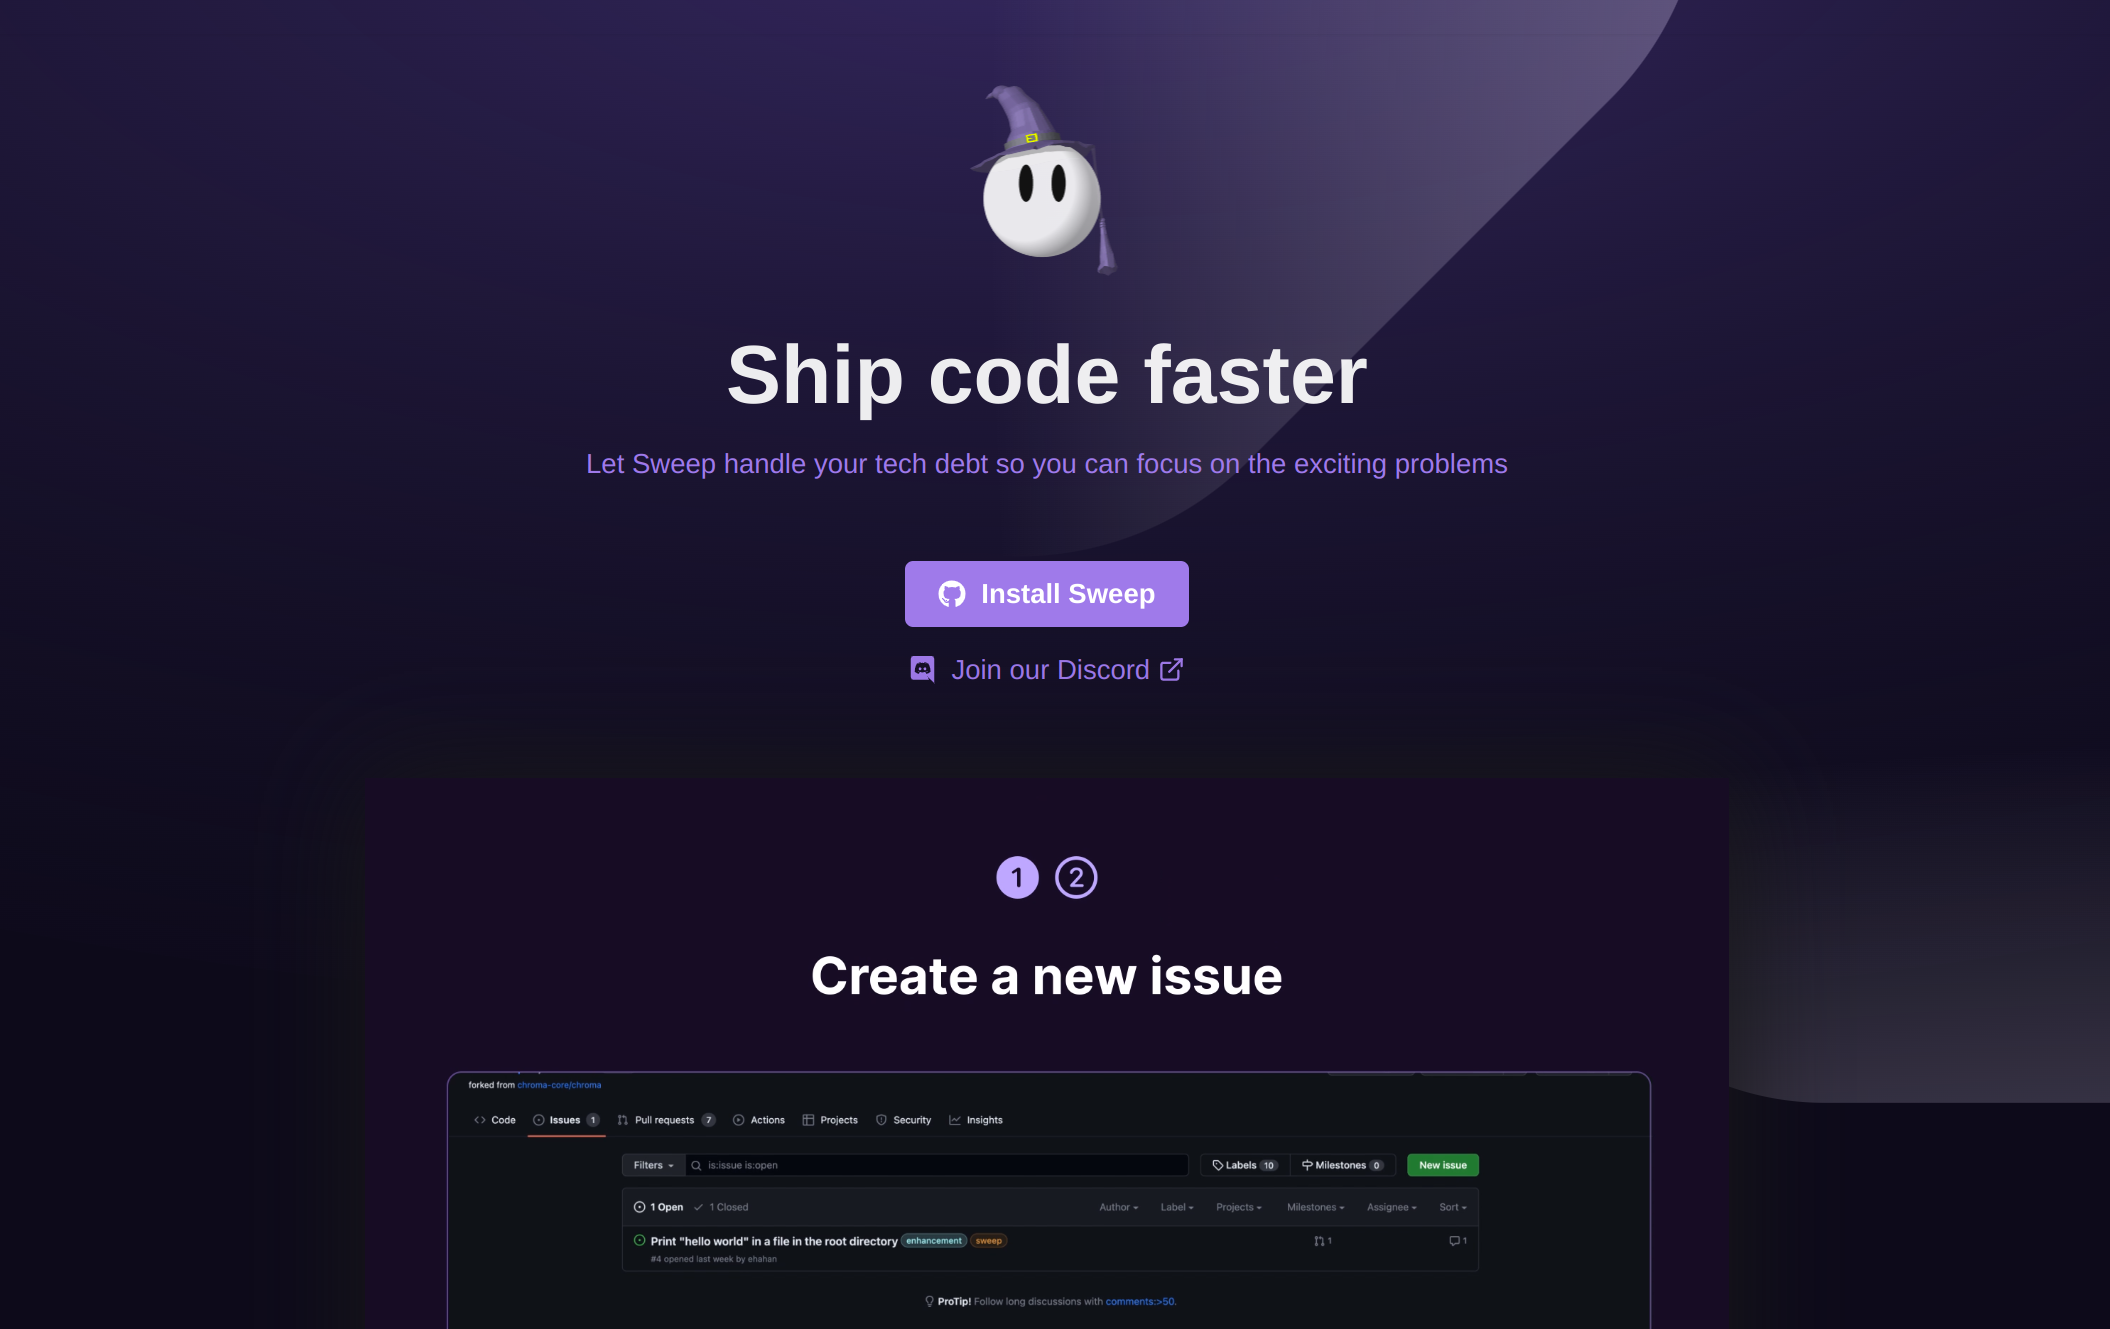 Ship code faster
Let Sweep handle your tech debt so you can focus on the exciting problems
Install Sweep
Join our Discord
1 2
Create a new issue
forked from chroma-core/chroma
Code Issues 1 Pull requests 7 Actions Projects Security Insights
Filters is:issue is:open Labels 10 Milestones 0 New issue
1 Open 1 Closed Author Label Projects Milestones Assignee Sort
Print "hello world" in a file in the root directory enhancement sweep 1 1
#4 opened last week by ehahan
ProTip! Follow long discussions with comments:>50.